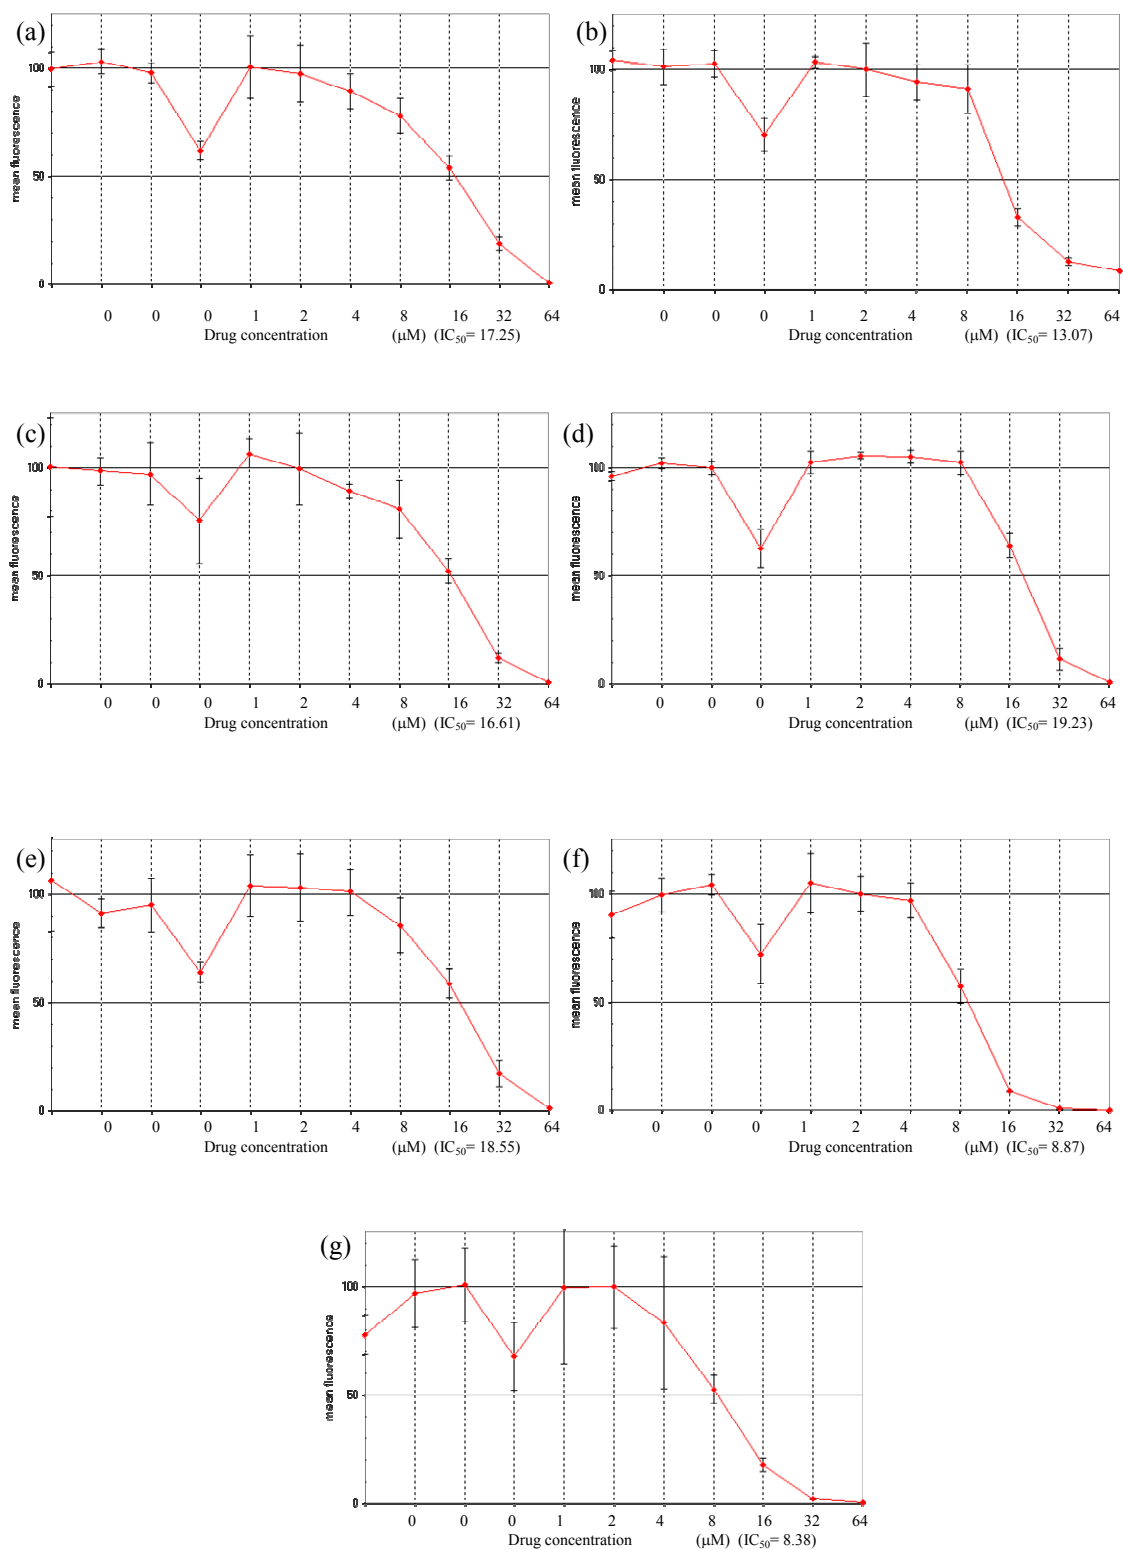 (a)
100
50
0
mean fluorescence
0 0 0 1 2 4 8 16 32 64
Drug concentration (μM) (IC50= 17.25)
(b)
100
50
0
mean fluorescence
0 0 0 1 2 4 8 16 32 64
Drug concentration (μM) (IC50= 13.07)
(c)
100
50
0
mean fluorescence
0 0 0 1 2 4 8 16 32 64
Drug concentration (μM) (IC50= 16.61)
(d)
100
50
0
mean fluorescence
0 0 0 1 2 4 8 16 32 64
Drug concentration (μM) (IC50= 19.23)
(e)
100
50
0
mean fluorescence
0 0 0 1 2 4 8 16 32 64
Drug concentration (μM) (IC50= 18.55)
(f)
100
50
0
mean fluorescence
0 0 0 1 2 4 8 16 32 64
Drug concentration (μM) (IC50= 8.87)
(g)
100
50
0
mean fluorescence
0 0 0 1 2 4 8 16 32 64
Drug concentration (μM) (IC50= 8.38)